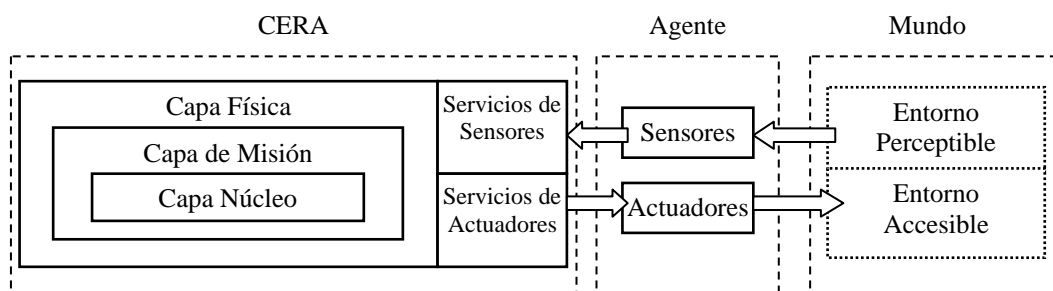 CERA
Agente
Mundo
Capa Física
Capa de Misión
Capa Núcleo
Servicios de
Sensores
Servicios de
Actuadores
Sensores
Actuadores
Entorno
Perceptible
Entorno
Accesible